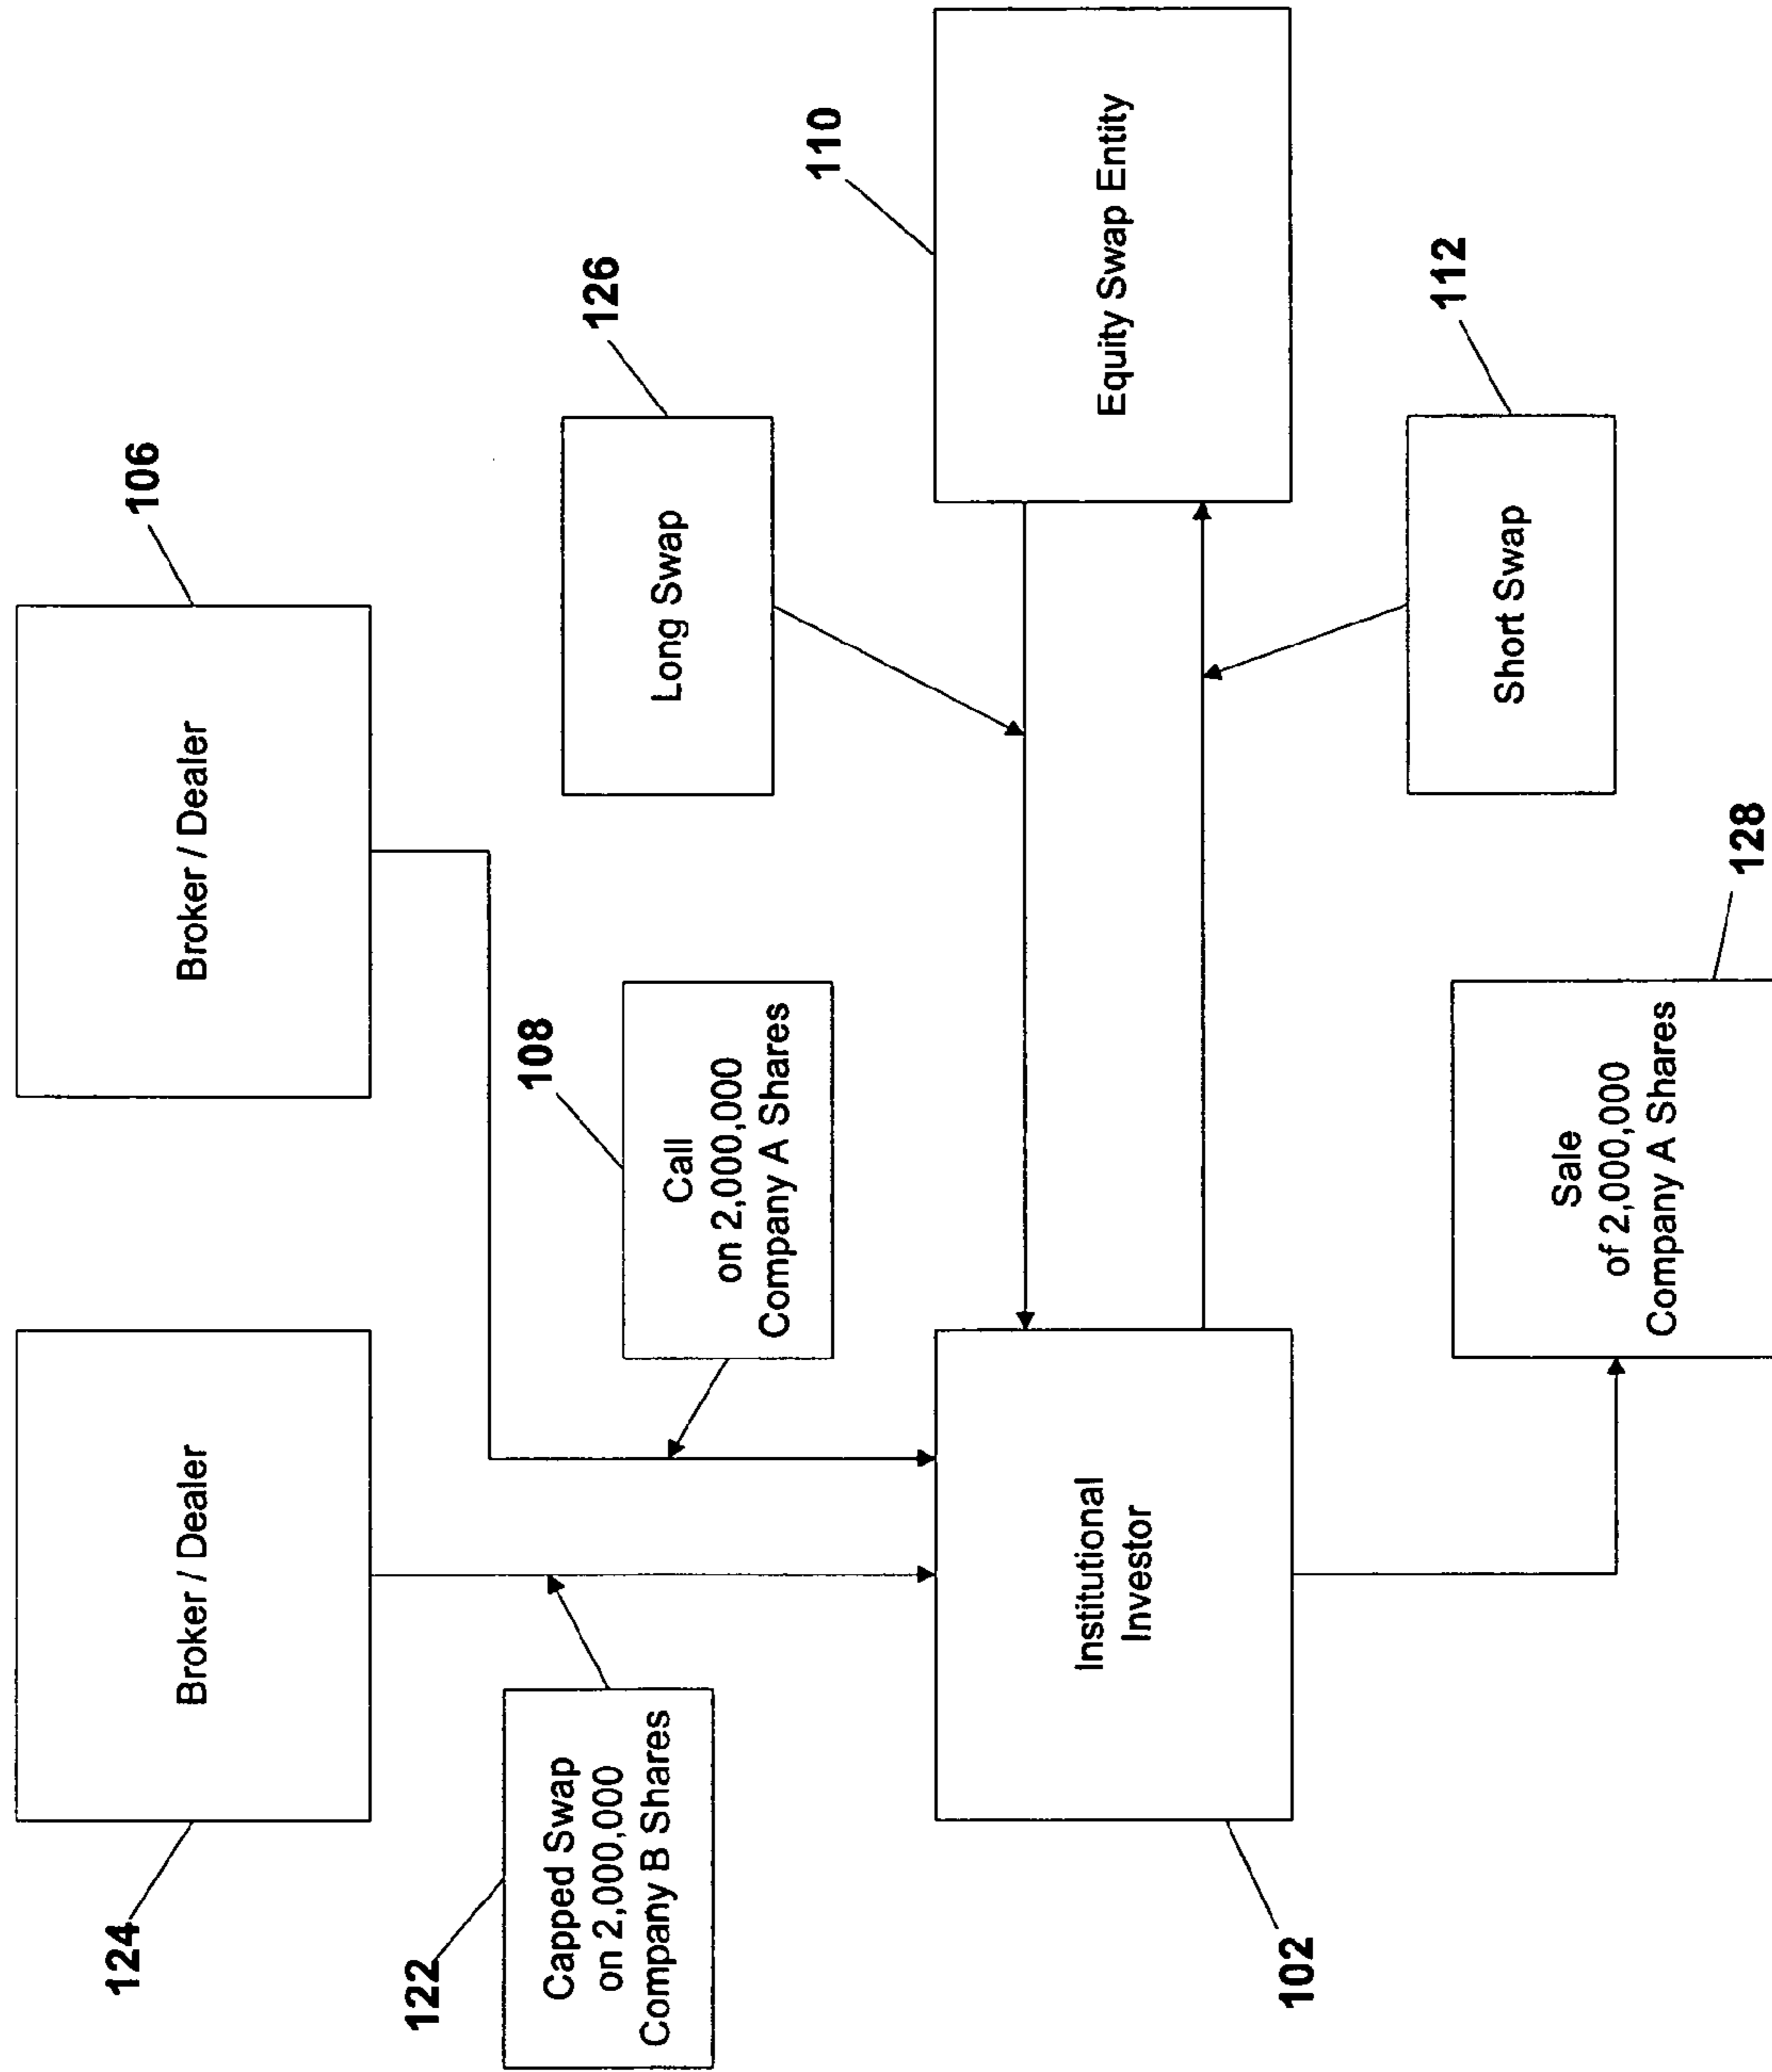 124
Broker / Dealer
Broker / Dealer
106
122
Capped Swap
on 2,000,000
Company B Shares
108
Call
on 2,000,000
Company A Shares
126
Long Swap
110
Institutional
Investor
Equity Swap Entity
102
112
Short Swap
Sale
of 2,000,000
Company A Shares
128